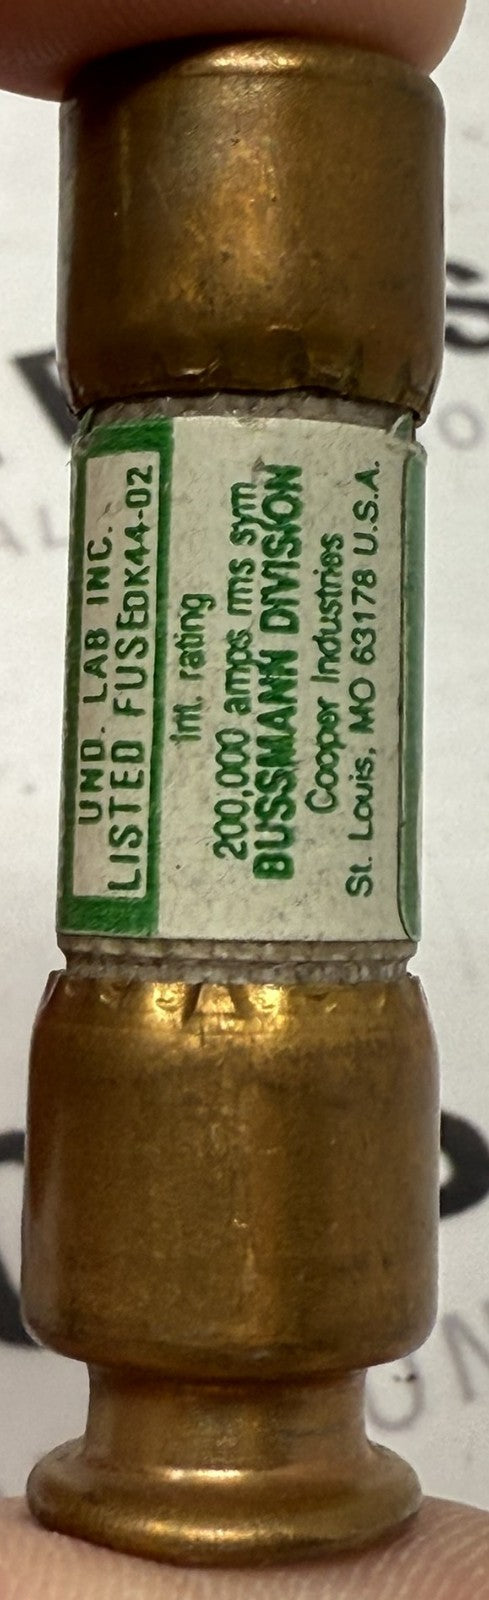 UND. LAB INC.
LISTED FUSE DK44-02
Int. rating
200,000 amps rms sym
BUSSMANN DIVISION
Cooper Industries
St. Louis, MO 63178 U.S.A.